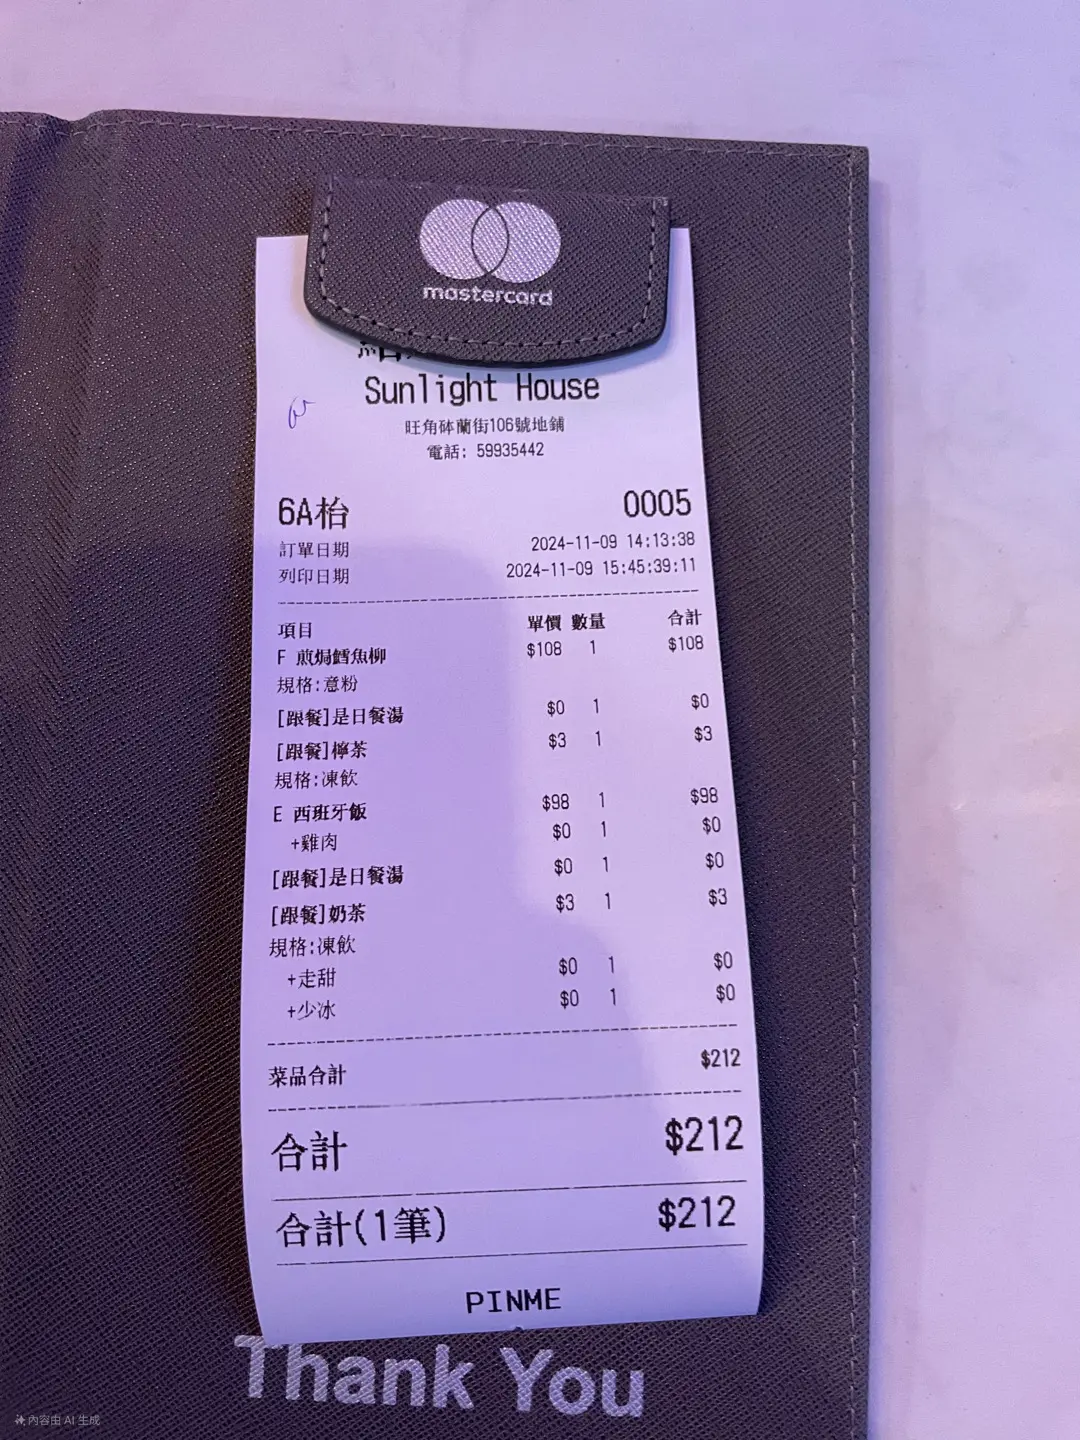 mastercard
Sunlight House
旺角砵蘭街106號地鋪
電話: 59935442
6A枱 0005
訂單日期 2024-11-09 14:13:38
列印日期 2024-11-09 15:45:39:11
項目 單價 數量 合計
F 煎焗鱈魚柳 $108 1 $108
規格:意粉
[跟餐]是日餐湯 $0 1 $0
[跟餐]檸茶 $3 1 $3
規格:凍飲
E 西班牙飯 $98 1 $98
+雞肉 $0 1 $0
[跟餐]是日餐湯 $0 1 $0
[跟餐]奶茶 $3 1 $3
規格:凍飲
+走甜 $0 1 $0
+少冰 $0 1 $0
菜品合計 $212
合計 $212
合計(1筆) $212
PINME
Thank You
內容由 AI 生成